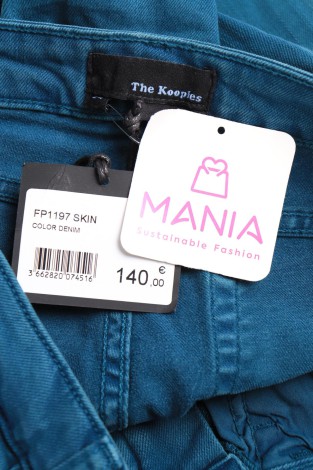 The Kooples
MANIA
Sustainable Fashion
FP1197 SKIN
COLOR DENIM
3 662820 074516
140,00 €